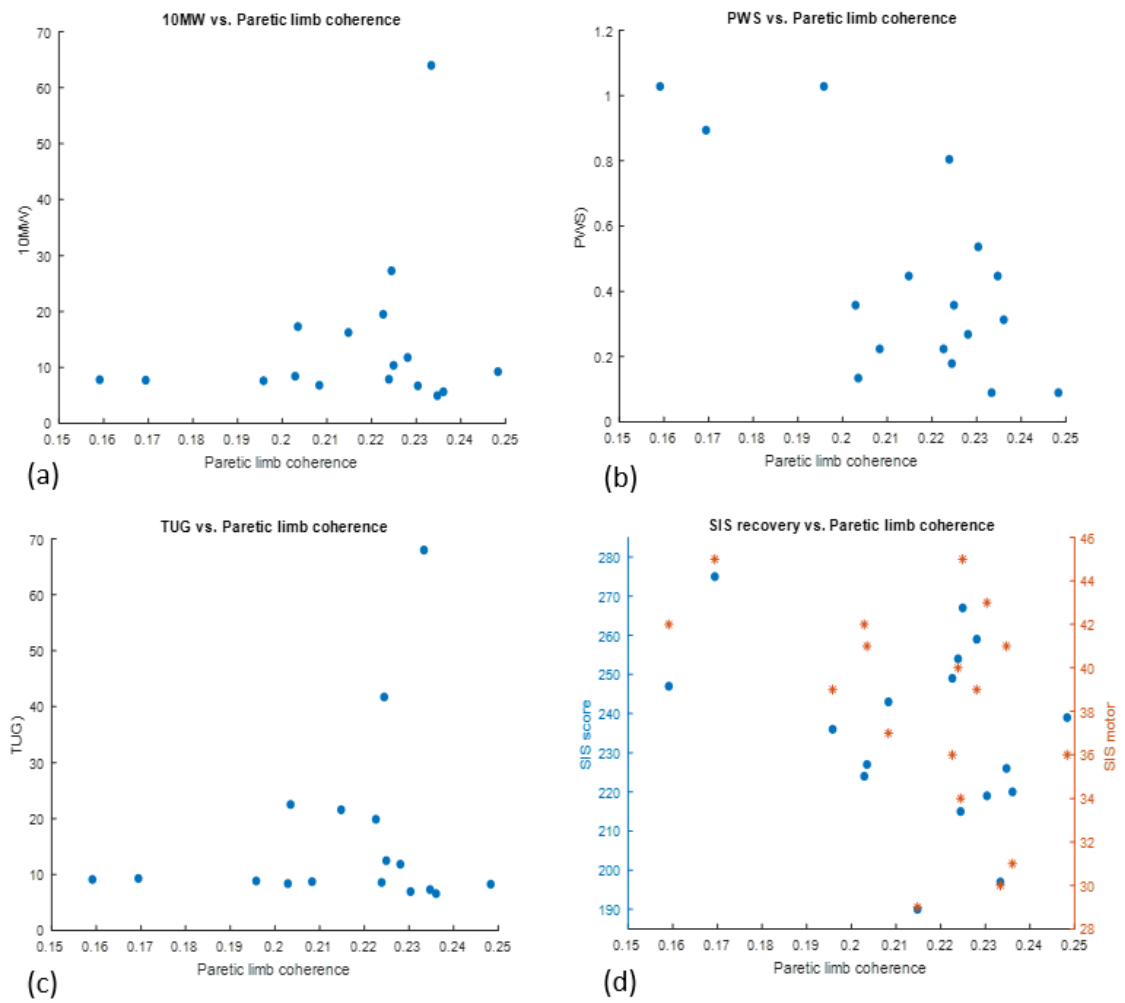 10MW vs. Paretic limb coherence
70
60
50
40
30
20
10
0
10MW)
0.15 0.16 0.17 0.18 0.19 0.2 0.21 0.22 0.23 0.24 0.25
Paretic limb coherence
(a)
PWS vs. Paretic limb coherence
1.2
1
0.8
0.6
0.4
0.2
0
PWS)
0.15 0.16 0.17 0.18 0.19 0.2 0.21 0.22 0.23 0.24 0.25
Paretic limb coherence
(b)
TUG vs. Paretic limb coherence
70
60
50
40
30
20
10
0
TUG)
0.15 0.16 0.17 0.18 0.19 0.2 0.21 0.22 0.23 0.24 0.25
Paretic limb coherence
(c)
SIS recovery vs. Paretic limb coherence
280
270
260
250
240
230
220
210
200
190
SIS score
46
44
42
40
38
36
34
32
30
28
SIS motor
0.15 0.16 0.17 0.18 0.19 0.2 0.21 0.22 0.23 0.24 0.25
Paretic limb coherence
(d)